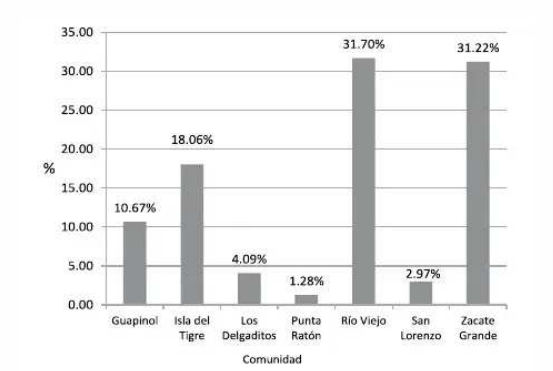 35.00
30.00
25.00
20.00
15.00
10.00
5.00
0.00
%
10.67%
18.06%
4.09%
1.28%
31.70%
2.97%
31.22%
Guapinol
Isla del
Tigre
Los
Delgaditos
Punta
Ratón
Río Viejo
San
Lorenzo
Zacate
Grande
Comunidad